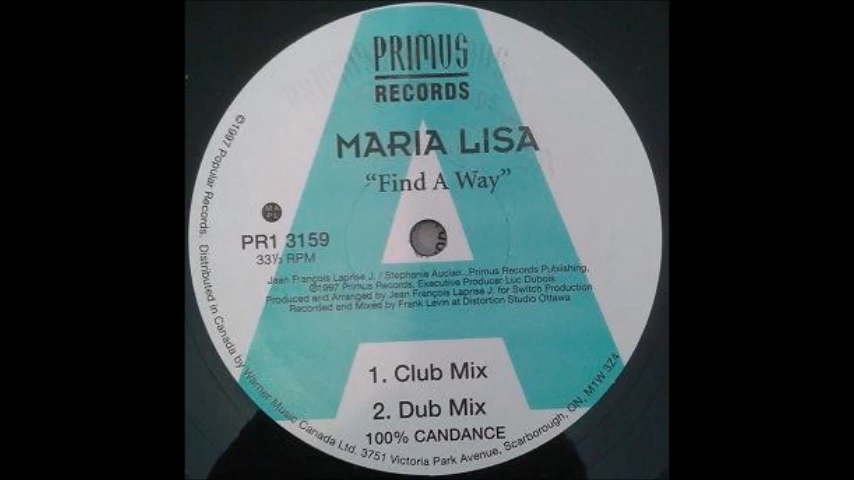 PRIMUS
RECORDS
MARIA LISA
“Find A Way”
MA
PL
PR1 3159
33⅓ RPM
Jean François Laprise J. / Stephanie Auclair. Primus Records Publishing,
℗1997 Primus Records, Executive Producer Luc Dubois
Produced and Arranged by Jean François Laprise J. for Switch Production
Recorded and Mixed by Frank Levin at Distortion Studio Ottawa
1. Club Mix
2. Dub Mix
100% CANDANCE
©1997 Popular Records. Distributed in Canada by Warner Music Canada Ltd. 3751 Victoria Park Avenue, Scarborough, ON, M1W 3Z4